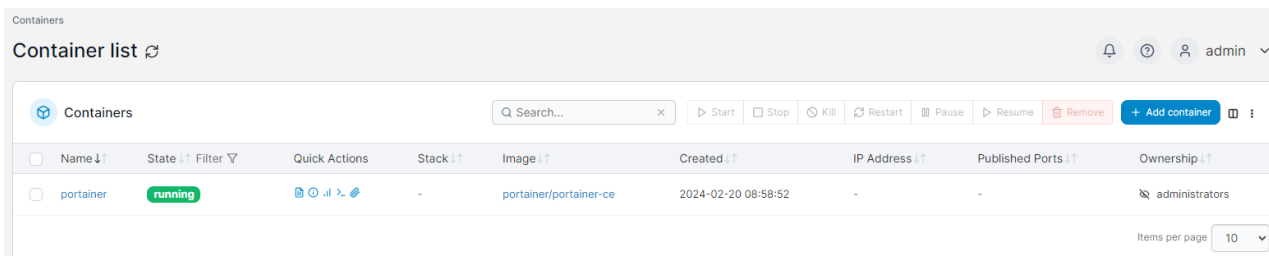 Containers
Container list
admin
Containers
Search...
Start Stop Kill Restart Pause Resume Remove + Add container
Name State Filter Quick Actions Stack Image Created IP Address Published Ports Ownership
portainer running - portainer/portainer-ce 2024-02-20 08:58:52 - - administrators
Items per page 10